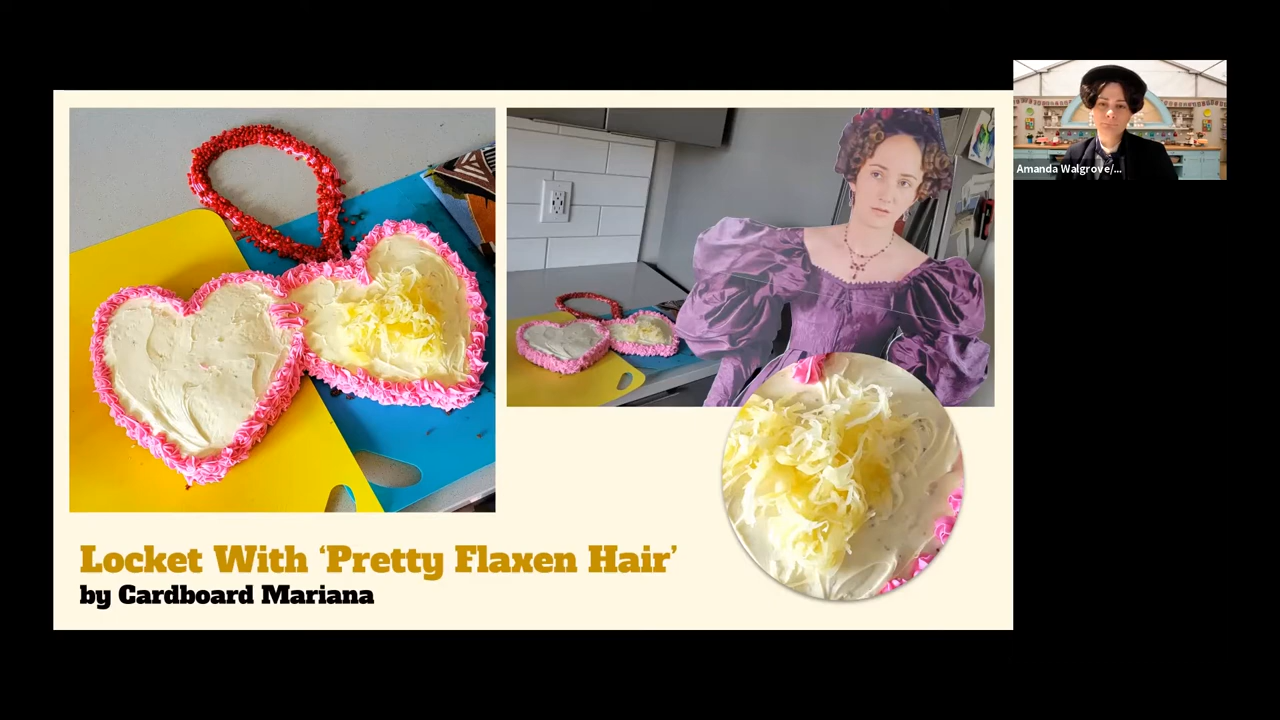 Amanda Walgrove/...
Locket With ‘Pretty Flaxen Hair’
by Cardboard Mariana